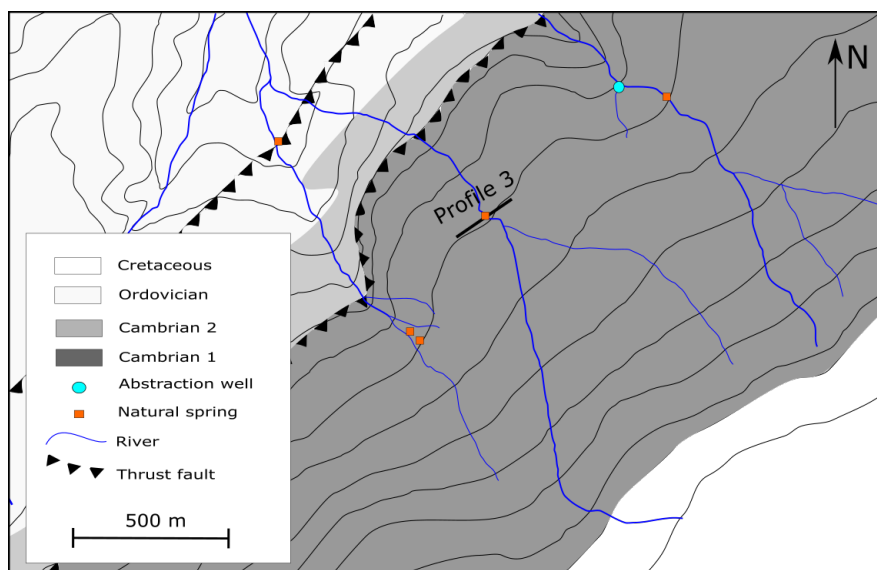 N
Profile 3
Cretaceous
Ordovician
Cambrian 2
Cambrian 1
Abstraction well
Natural spring
River
Thrust fault
500 m